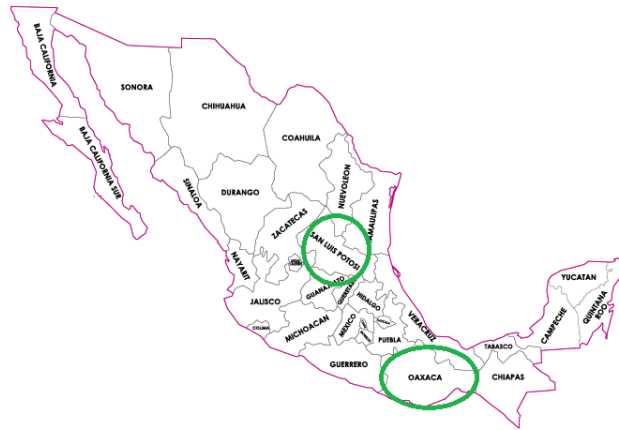 BAJA CALIFORNIA
SONORA
CHIHUAHUA
COAHUILA
BAJA CALIFORNIA SUR
SINALOA
DURANGO
NUEVOLEON
TAMAULIPAS
ZACATECAS
SAN LUIS POTOSI
NAYARIT
JALISCO
GUANAJUATO
QUERETARO
HIDALGO
COLIMA
MICHOACAN
MEXICO
PUEBLA
VERACRUZ
GUERRERO
OAXACA
TABASCO
CHIAPAS
YUCATAN
CAMPECHE
QUINTANA
ROO